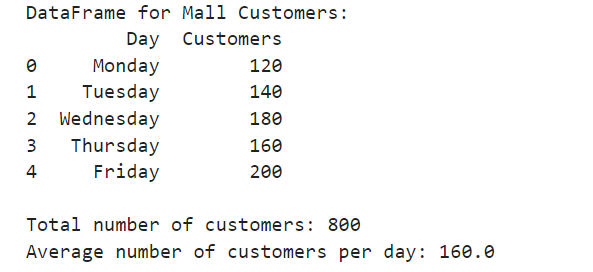 DataFrame for Mall Customers:
Day Customers
0 Monday 120
1 Tuesday 140
2 Wednesday 180
3 Thursday 160
4 Friday 200
Total number of customers: 800
Average number of customers per day: 160.0